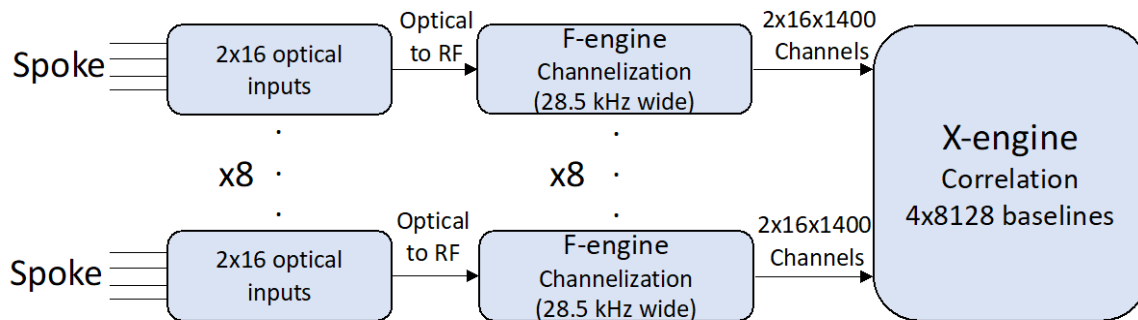 Spoke
2x16 optical
inputs
Optical
to RF
F-engine
Channelization
(28.5 kHz wide)
2x16x1400
Channels
x8
x8
X-engine
Correlation
4x8128 baselines
Spoke
2x16 optical
inputs
Optical
to RF
F-engine
Channelization
(28.5 kHz wide)
2x16x1400
Channels